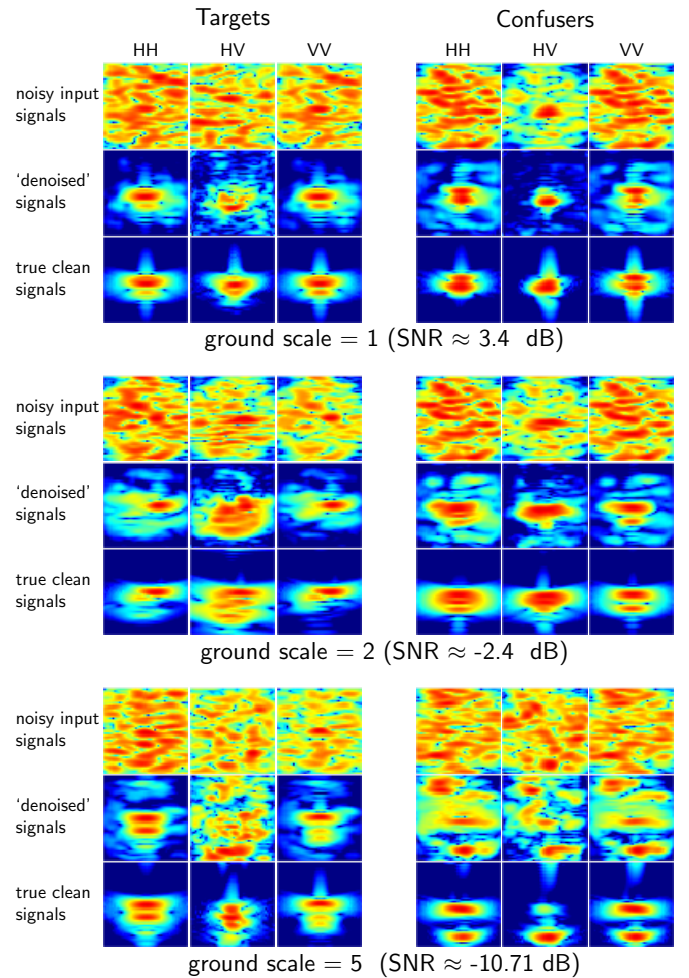 Targets Confusers
HH HV VV HH HV VV
noisy input
signals
‘denoised’
signals
true clean
signals
ground scale = 1 (SNR ≈ 3.4 dB)
noisy input
signals
‘denoised’
signals
true clean
signals
ground scale = 2 (SNR ≈ -2.4 dB)
noisy input
signals
‘denoised’
signals
true clean
signals
ground scale = 5 (SNR ≈ -10.71 dB)